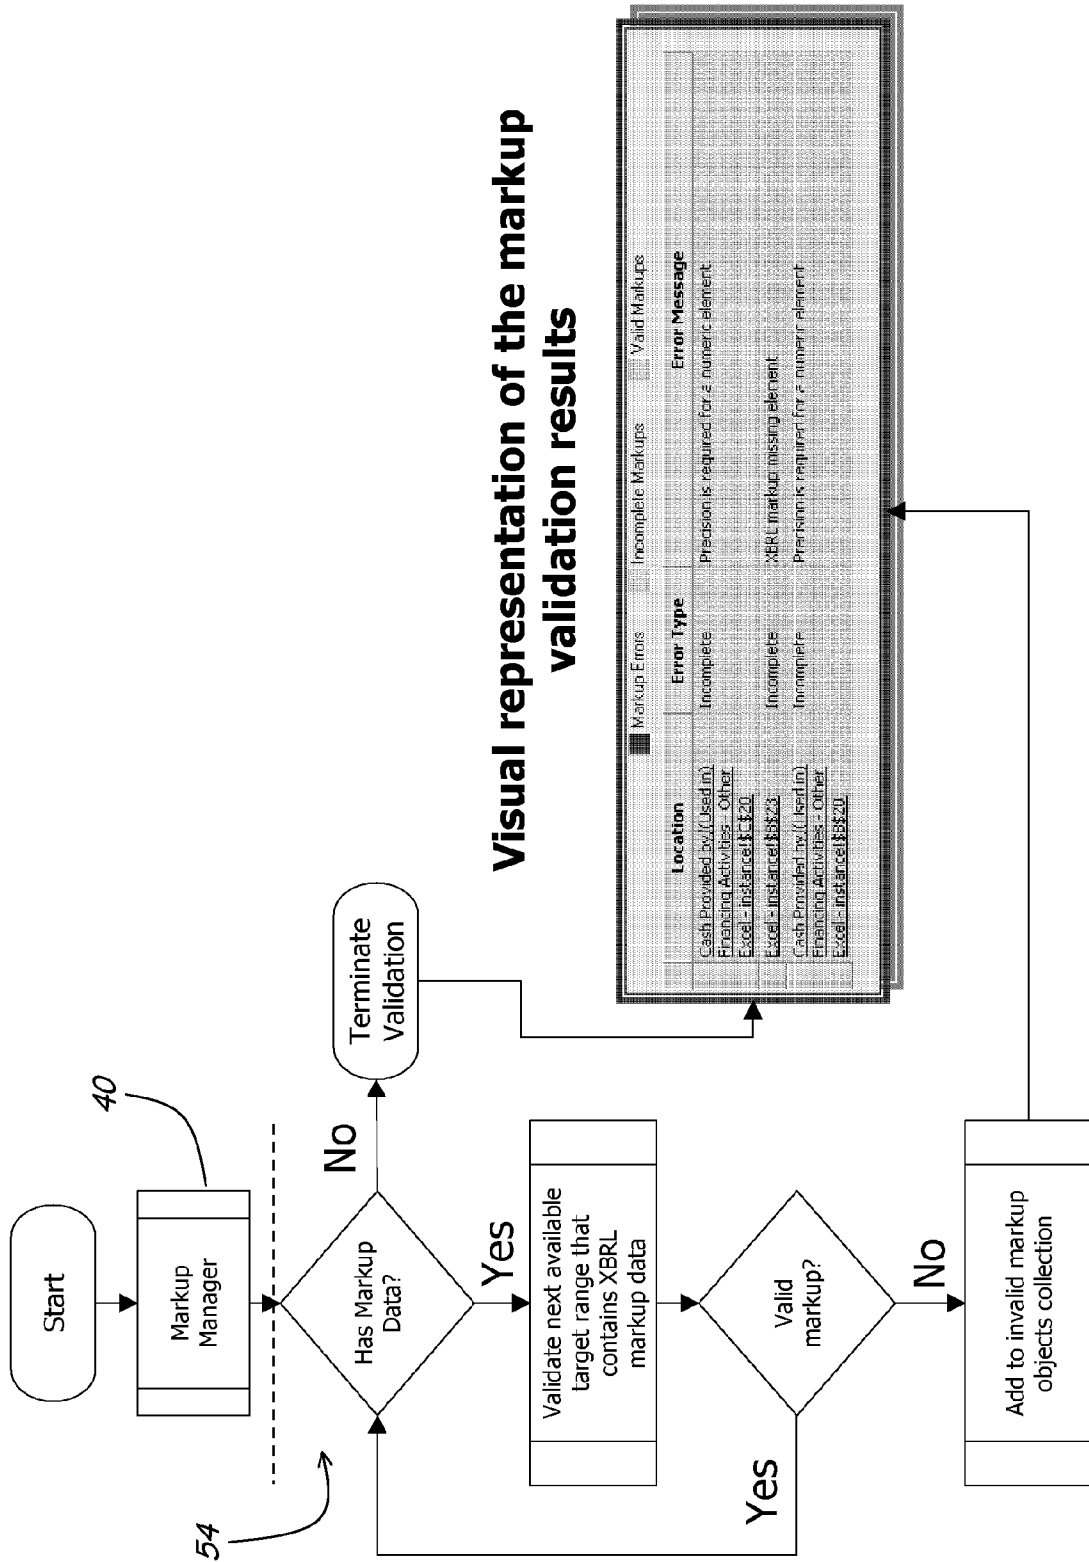 Start
Markup
Manager
40
54
Has Markup
Data?
No
Terminate
Validation
Yes
Validate next available
target range that
contains XBRL
markup data
Valid
markup?
Yes
No
Add to invalid markup
objects collection
Visual representation of the markup
validation results
Markup Errors
Incomplete Markups
Valid Markups
Location
Error Type
Error Message
Cash Provided by/(Used in)
Financing Activities - Other
Excel - instance!$C$20
Incomplete
Precision is required for a numeric element
Excel - instance!$B$23
Incomplete
XBRL markup missing element
Cash Provided by/(Used in)
Financing Activities - Other
Excel - instance!$B$20
Incomplete
Precision is required for a numeric element